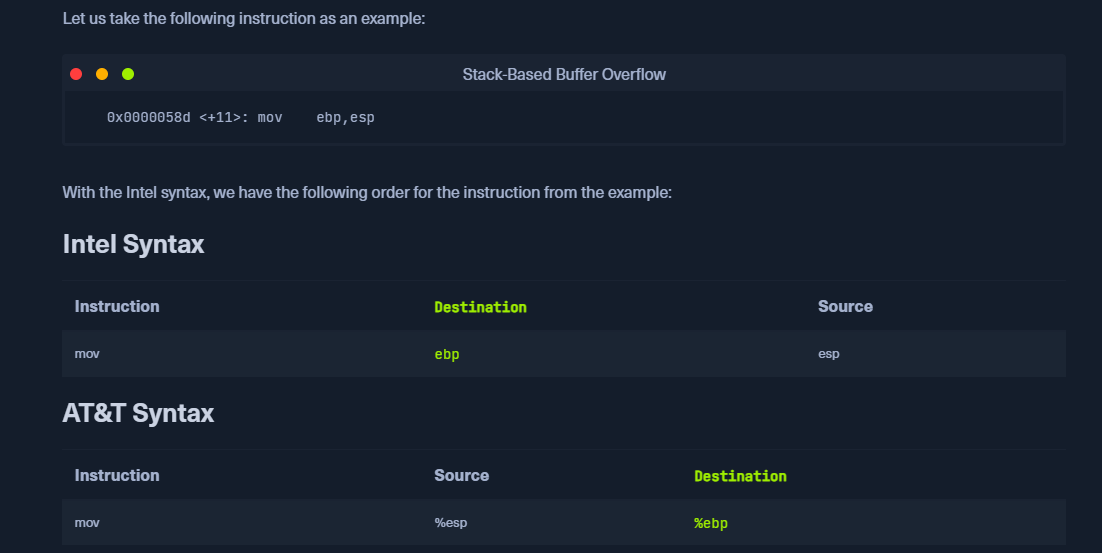 Let us take the following instruction as an example:
Stack-Based Buffer Overflow
0x0000058d <+11>: mov    ebp,esp
With the Intel syntax, we have the following order for the instruction from the example:
Intel Syntax
Instruction Destination Source
mov ebp esp
AT&T Syntax
Instruction Source Destination
mov %esp %ebp